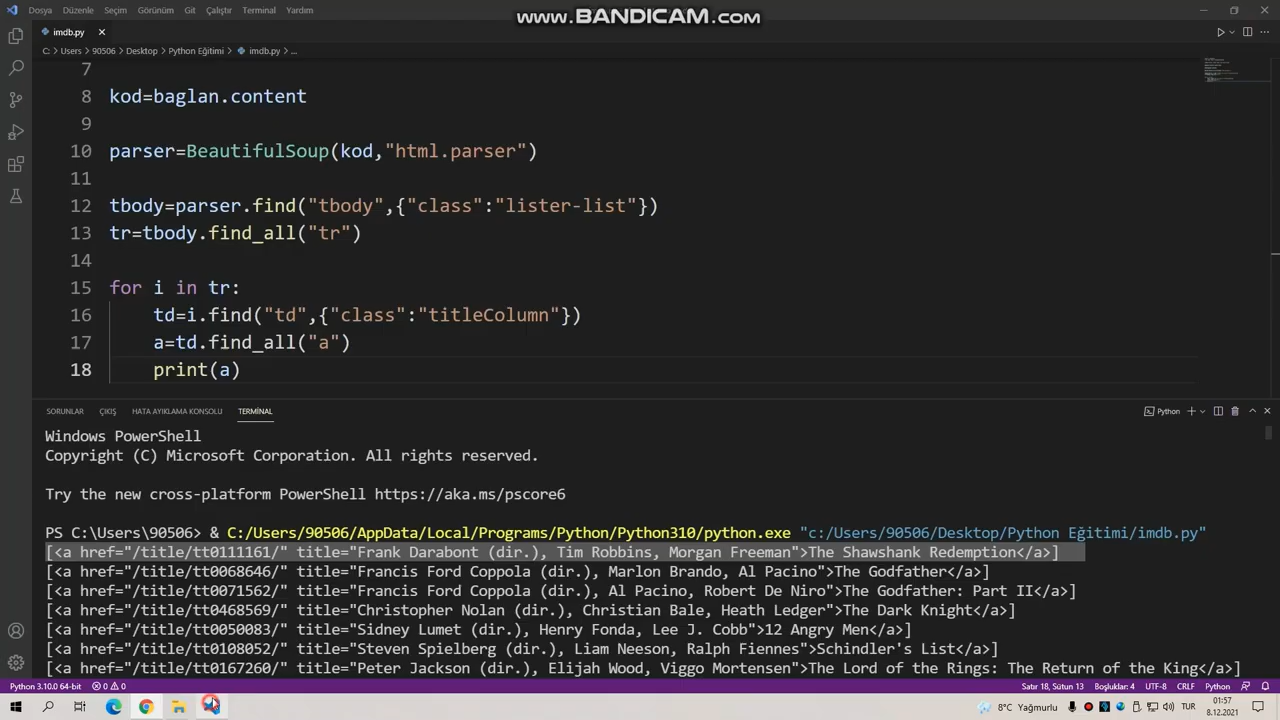 Dosya Düzenle Seçim Görünüm Git Çalıştır Terminal Yardım
www.BANDICAM.com
imdb.py
C: > Users > 90506 > Desktop > Python Eğitimi > imdb.py > ...
7
8 kod=baglan.content
9
10 parser=BeautifulSoup(kod,"html.parser")
11
12 tbody=parser.find("tbody",{"class":"lister-list"})
13 tr=tbody.find_all("tr")
14
15 for i in tr:
16 td=i.find("td",{"class":"titleColumn"})
17 a=td.find_all("a")
18 print(a)
SORUNLAR ÇIKIŞ HATA AYIKLAMA KONSOLU TERMİNAL Python
Windows PowerShell
Copyright (C) Microsoft Corporation. All rights reserved.
Try the new cross-platform PowerShell https://aka.ms/pscore6
PS C:\Users\90506> & C:/Users/90506/AppData/Local/Programs/Python/Python310/python.exe "c:/Users/90506/Desktop/Python Eğitimi/imdb.py"
[<a href="/title/tt0111161/" title="Frank Darabont (dir.), Tim Robbins, Morgan Freeman">The Shawshank Redemption</a>]
[<a href="/title/tt0068646/" title="Francis Ford Coppola (dir.), Marlon Brando, Al Pacino">The Godfather</a>]
[<a href="/title/tt0071562/" title="Francis Ford Coppola (dir.), Al Pacino, Robert De Niro">The Godfather: Part II</a>]
[<a href="/title/tt0468569/" title="Christopher Nolan (dir.), Christian Bale, Heath Ledger">The Dark Knight</a>]
[<a href="/title/tt0050083/" title="Sidney Lumet (dir.), Henry Fonda, Lee J. Cobb">12 Angry Men</a>]
[<a href="/title/tt0108052/" title="Steven Spielberg (dir.), Liam Neeson, Ralph Fiennes">Schindler's List</a>]
[<a href="/title/tt0167260/" title="Peter Jackson (dir.), Elijah Wood, Viggo Mortensen">The Lord of the Rings: The Return of the King</a>]
Python 3.10.0 64-bit 0 0 Satır 18, Sütun 13 Boşluklar: 4 UTF-8 CRLF Python
8°C Yağmurlu TUR 01:57
8.12.2021